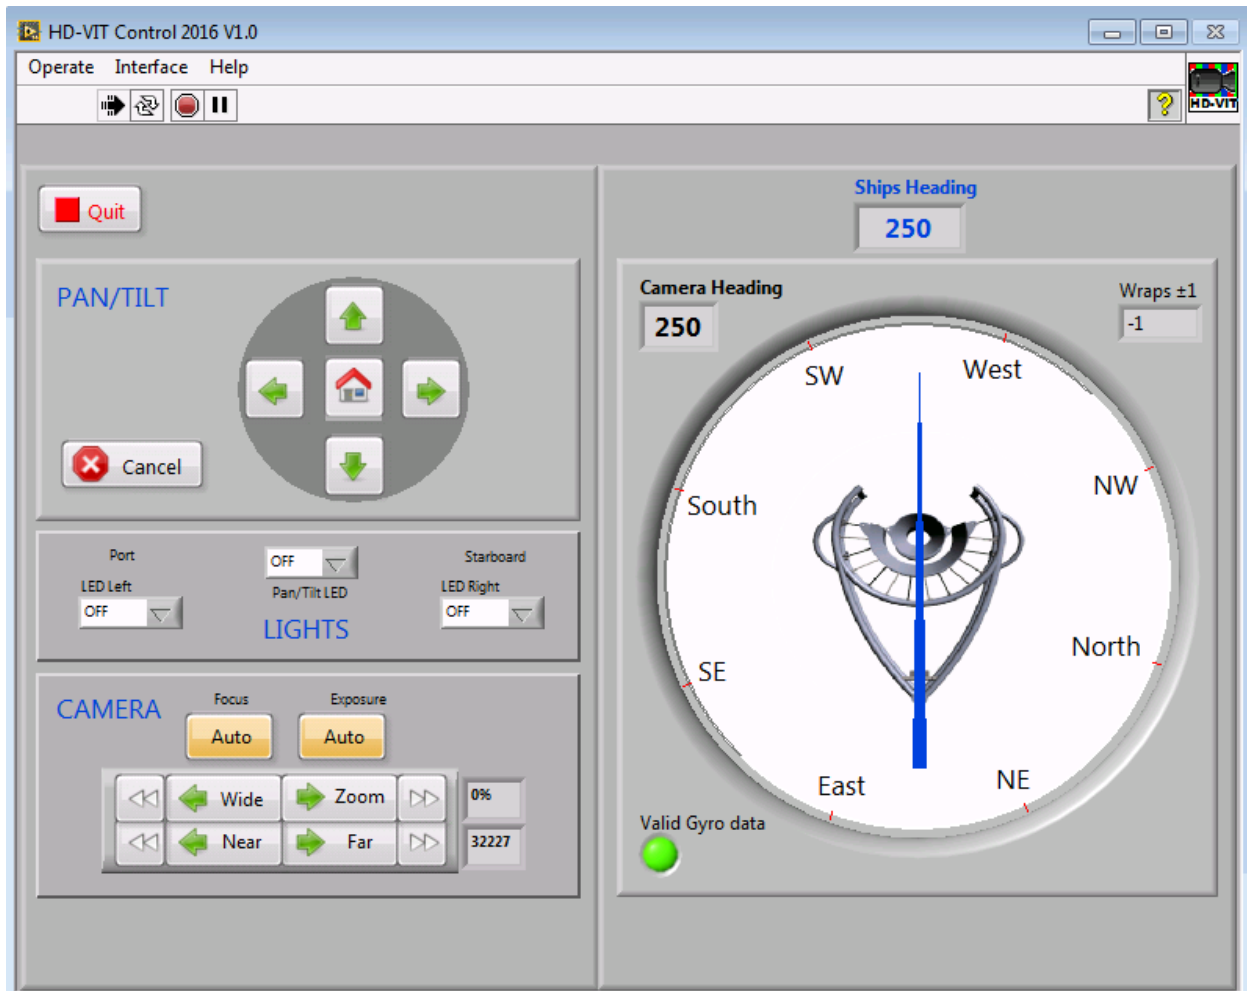 HD-VIT Control 2016 V1.0
Operate Interface Help
?
HD-VIT
Quit
PAN/TILT
Cancel
Port
LED Left
OFF
OFF
Pan/Tilt LED
LIGHTS
Starboard
LED Right
OFF
CAMERA
Focus
Auto
Exposure
Auto
Wide Zoom 0%
Near Far 32227
Ships Heading
250
Camera Heading
250
Wraps ±1
-1
SW
West
NW
South
North
SE
East
NE
Valid Gyro data